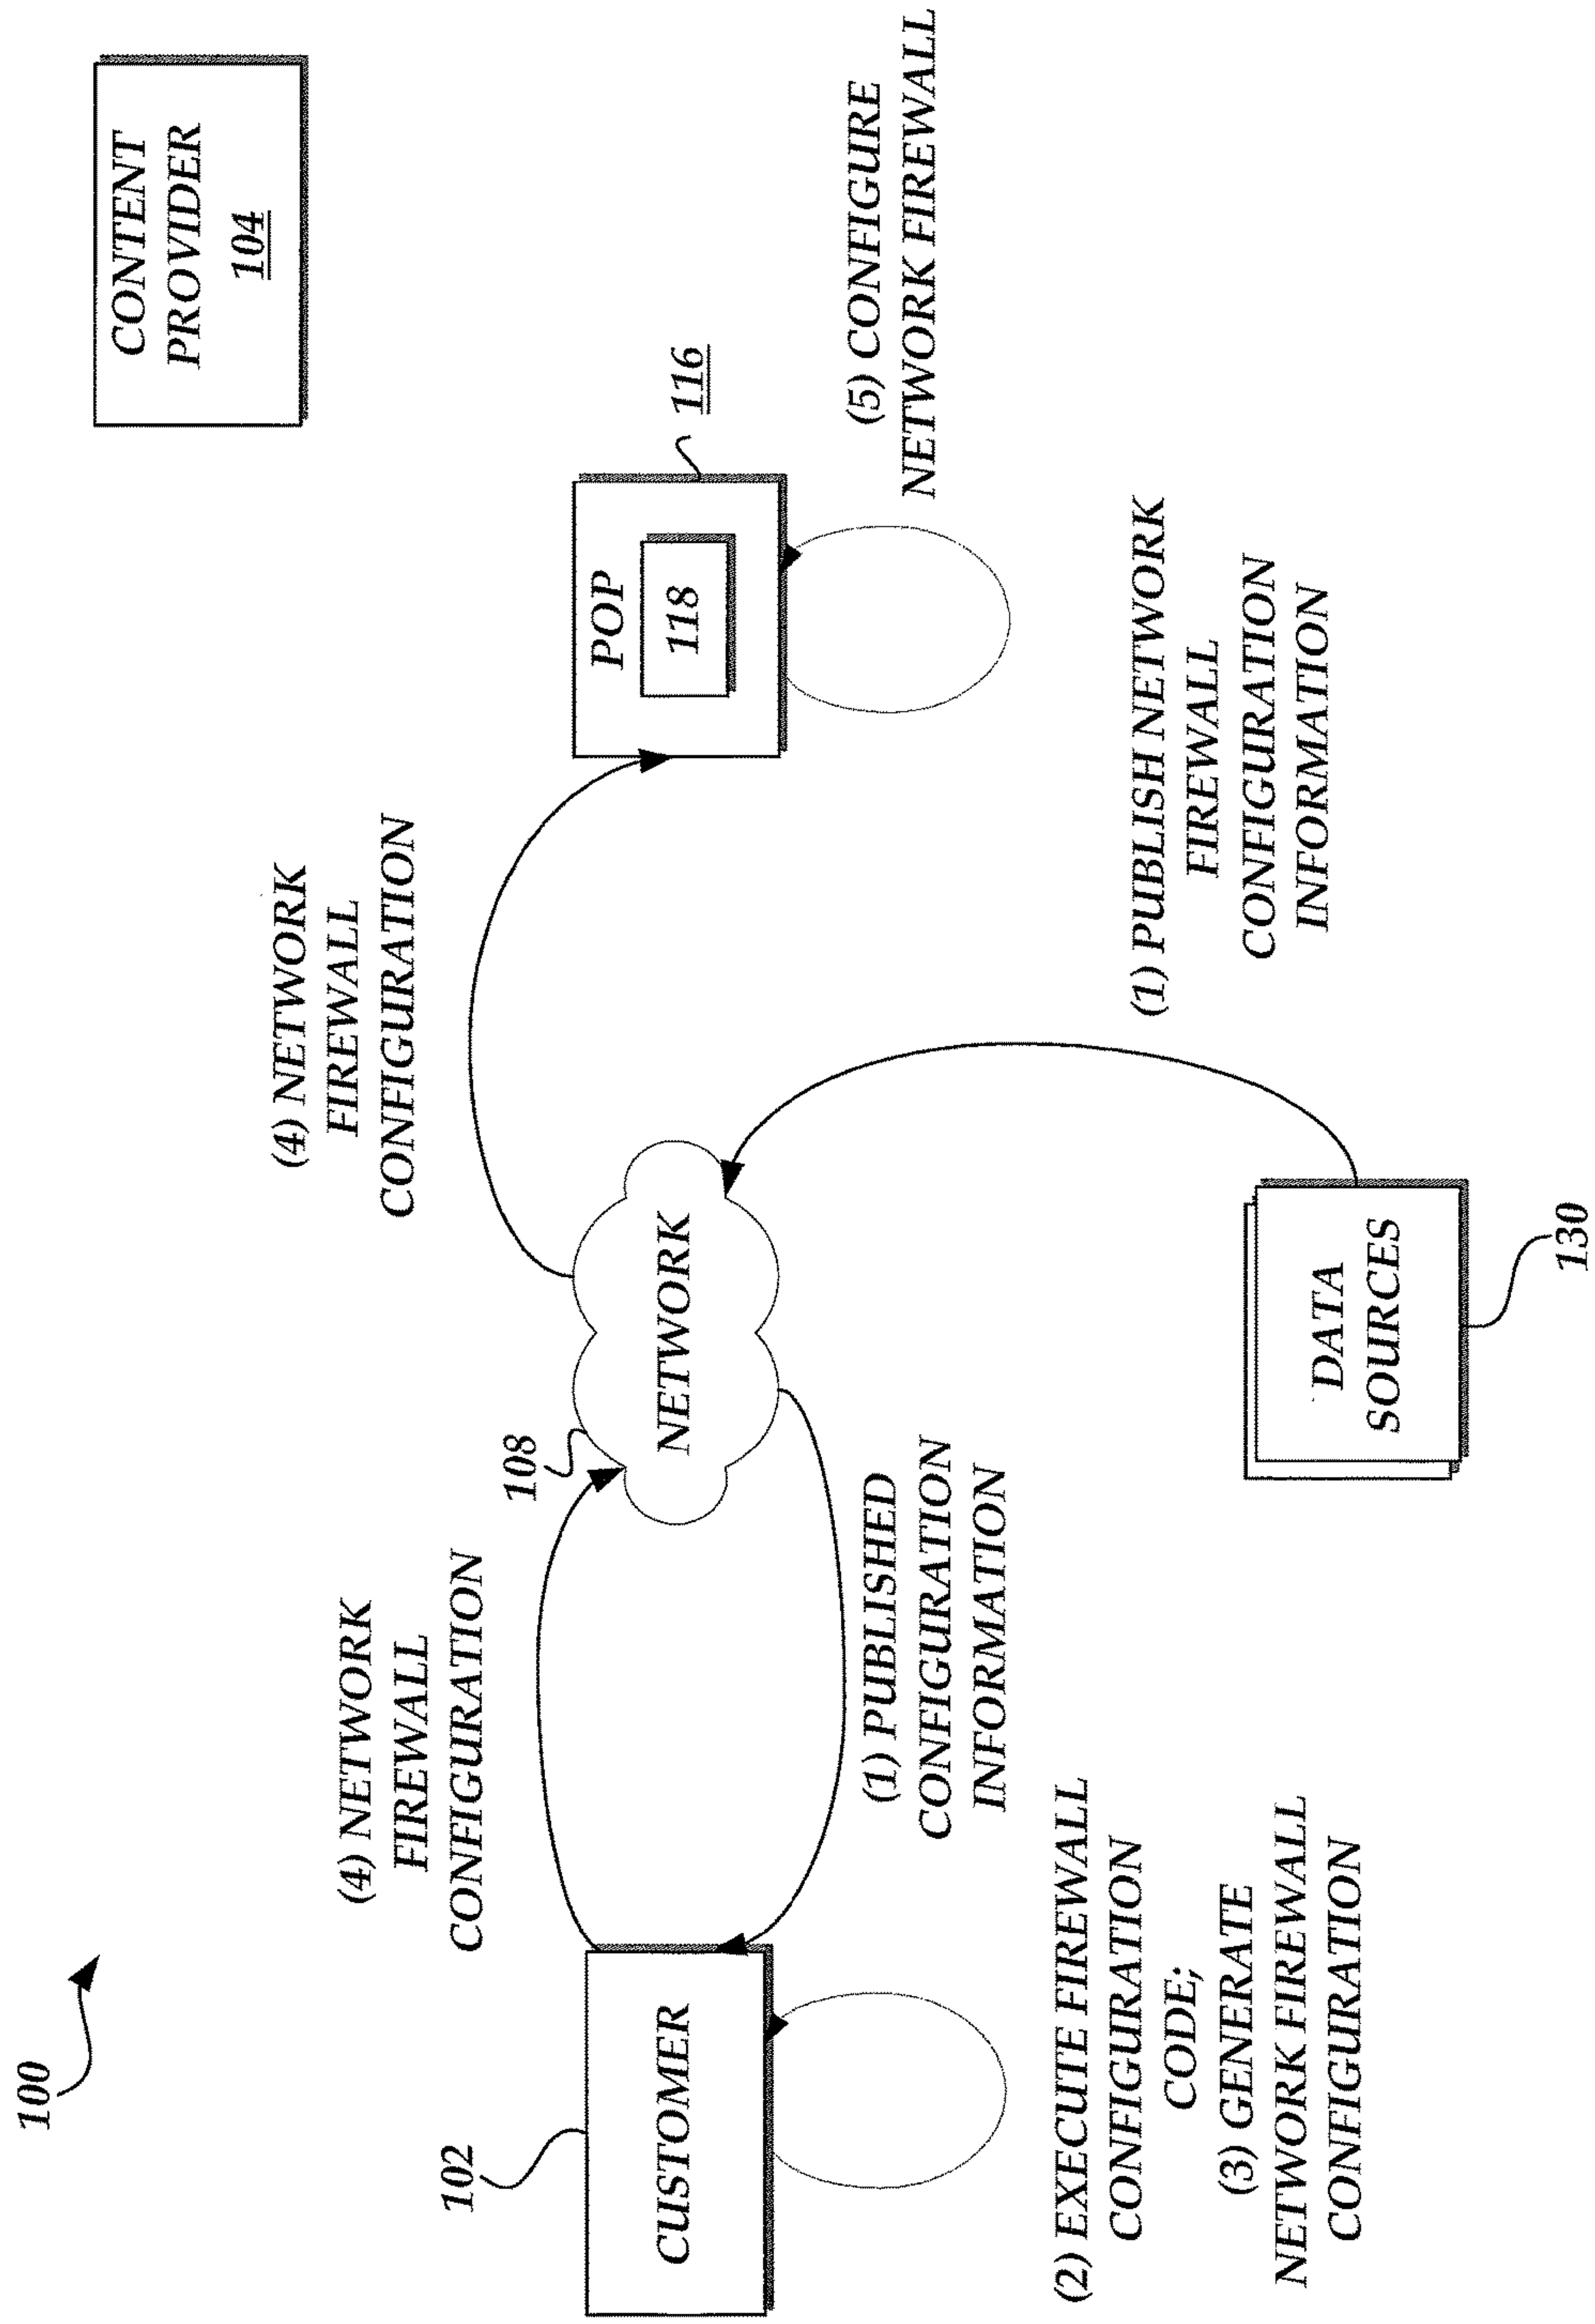 100
CONTENT
PROVIDER
104
(4) NETWORK
FIREWALL
CONFIGURATION
(4) NETWORK
FIREWALL
CONFIGURATION
102
CUSTOMER
108
NETWORK
POP
118
116
(1) PUBLISHED
CONFIGURATION
INFORMATION
(5) CONFIGURE
NETWORK FIREWALL
(2) EXECUTE FIREWALL
CONFIGURATION
CODE;
(3) GENERATE
NETWORK FIREWALL
CONFIGURATION
(1) PUBLISH NETWORK
FIREWALL
CONFIGURATION
INFORMATION
DATA
SOURCES
130